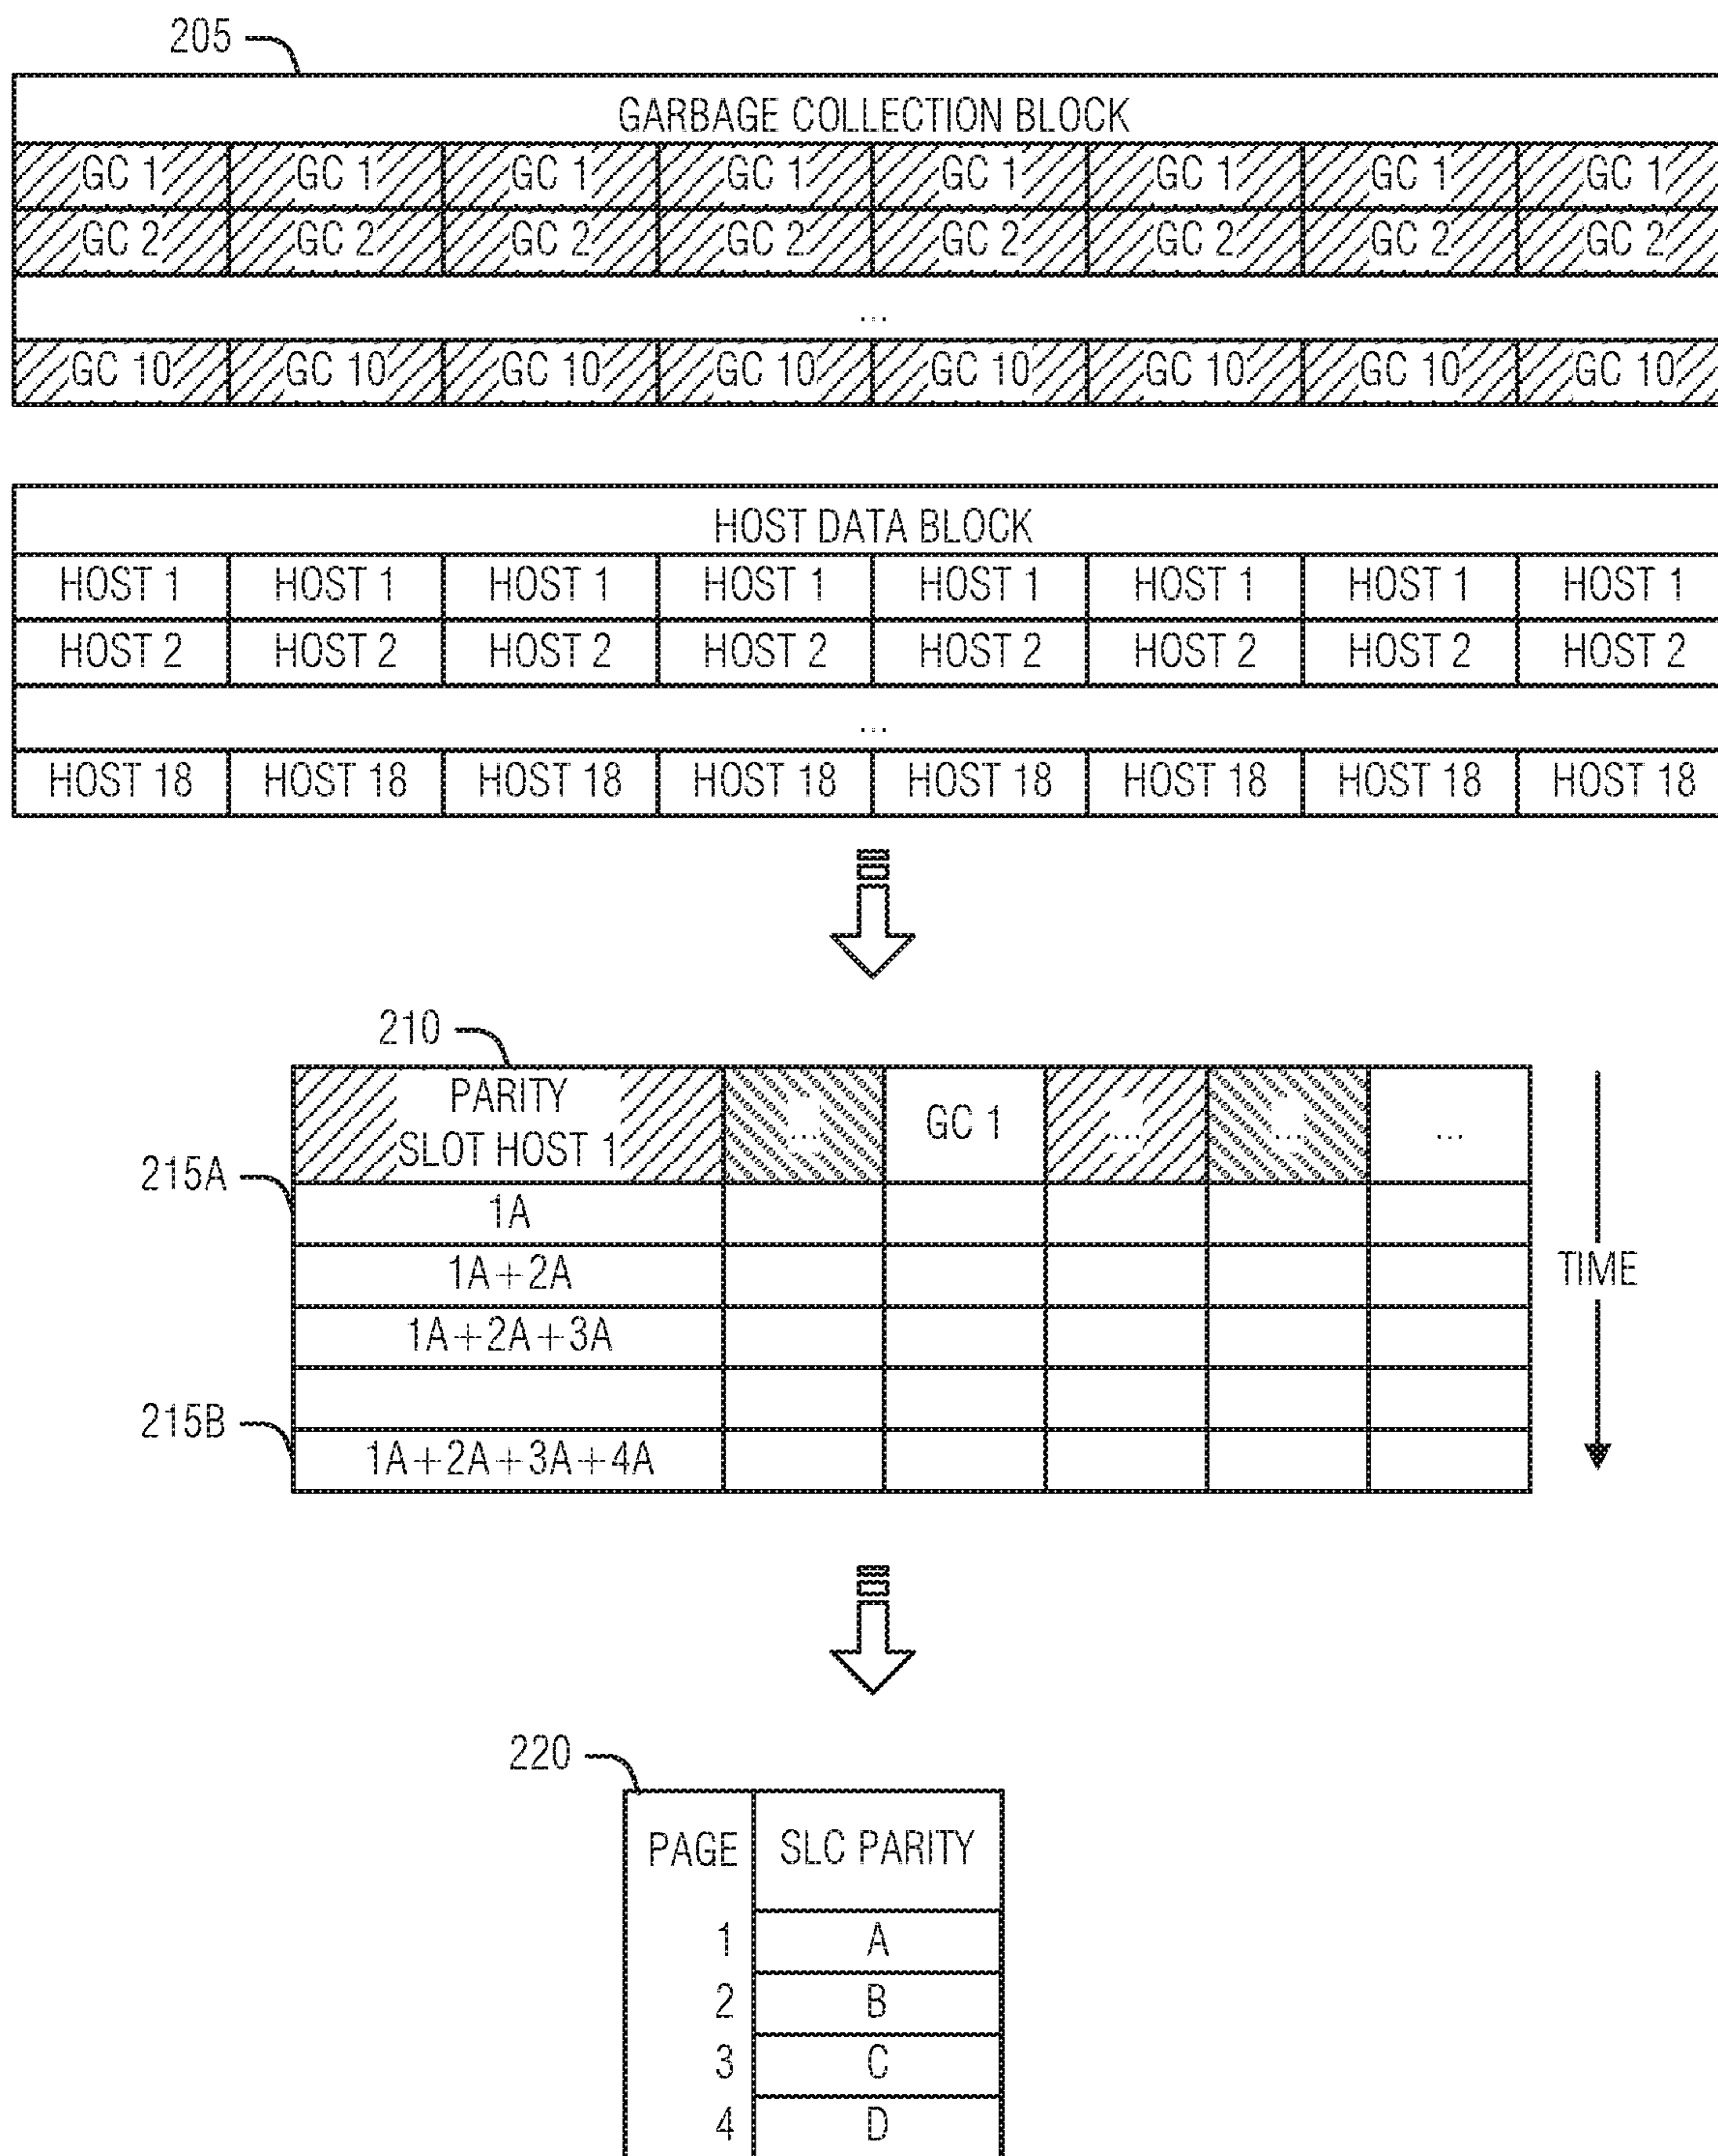 205
GARBAGE COLLECTION BLOCK
GC 1 GC 1 GC 1 GC 1 GC 1 GC 1 GC 1 GC 1
GC 2 GC 2 GC 2 GC 2 GC 2 GC 2 GC 2 GC 2
...
GC 10 GC 10 GC 10 GC 10 GC 10 GC 10 GC 10 GC 10
HOST DATA BLOCK
HOST 1 HOST 1 HOST 1 HOST 1 HOST 1 HOST 1 HOST 1 HOST 1
HOST 2 HOST 2 HOST 2 HOST 2 HOST 2 HOST 2 HOST 2 HOST 2
...
HOST 18 HOST 18 HOST 18 HOST 18 HOST 18 HOST 18 HOST 18 HOST 18
210
PARITY
SLOT HOST 1 ... GC 1 ... ... ...
215A
1A
1A+2A
TIME
1A+2A+3A
215B
1A+2A+3A+4A
220
PAGE SLC PARITY
1 A
2 B
3 C
4 D